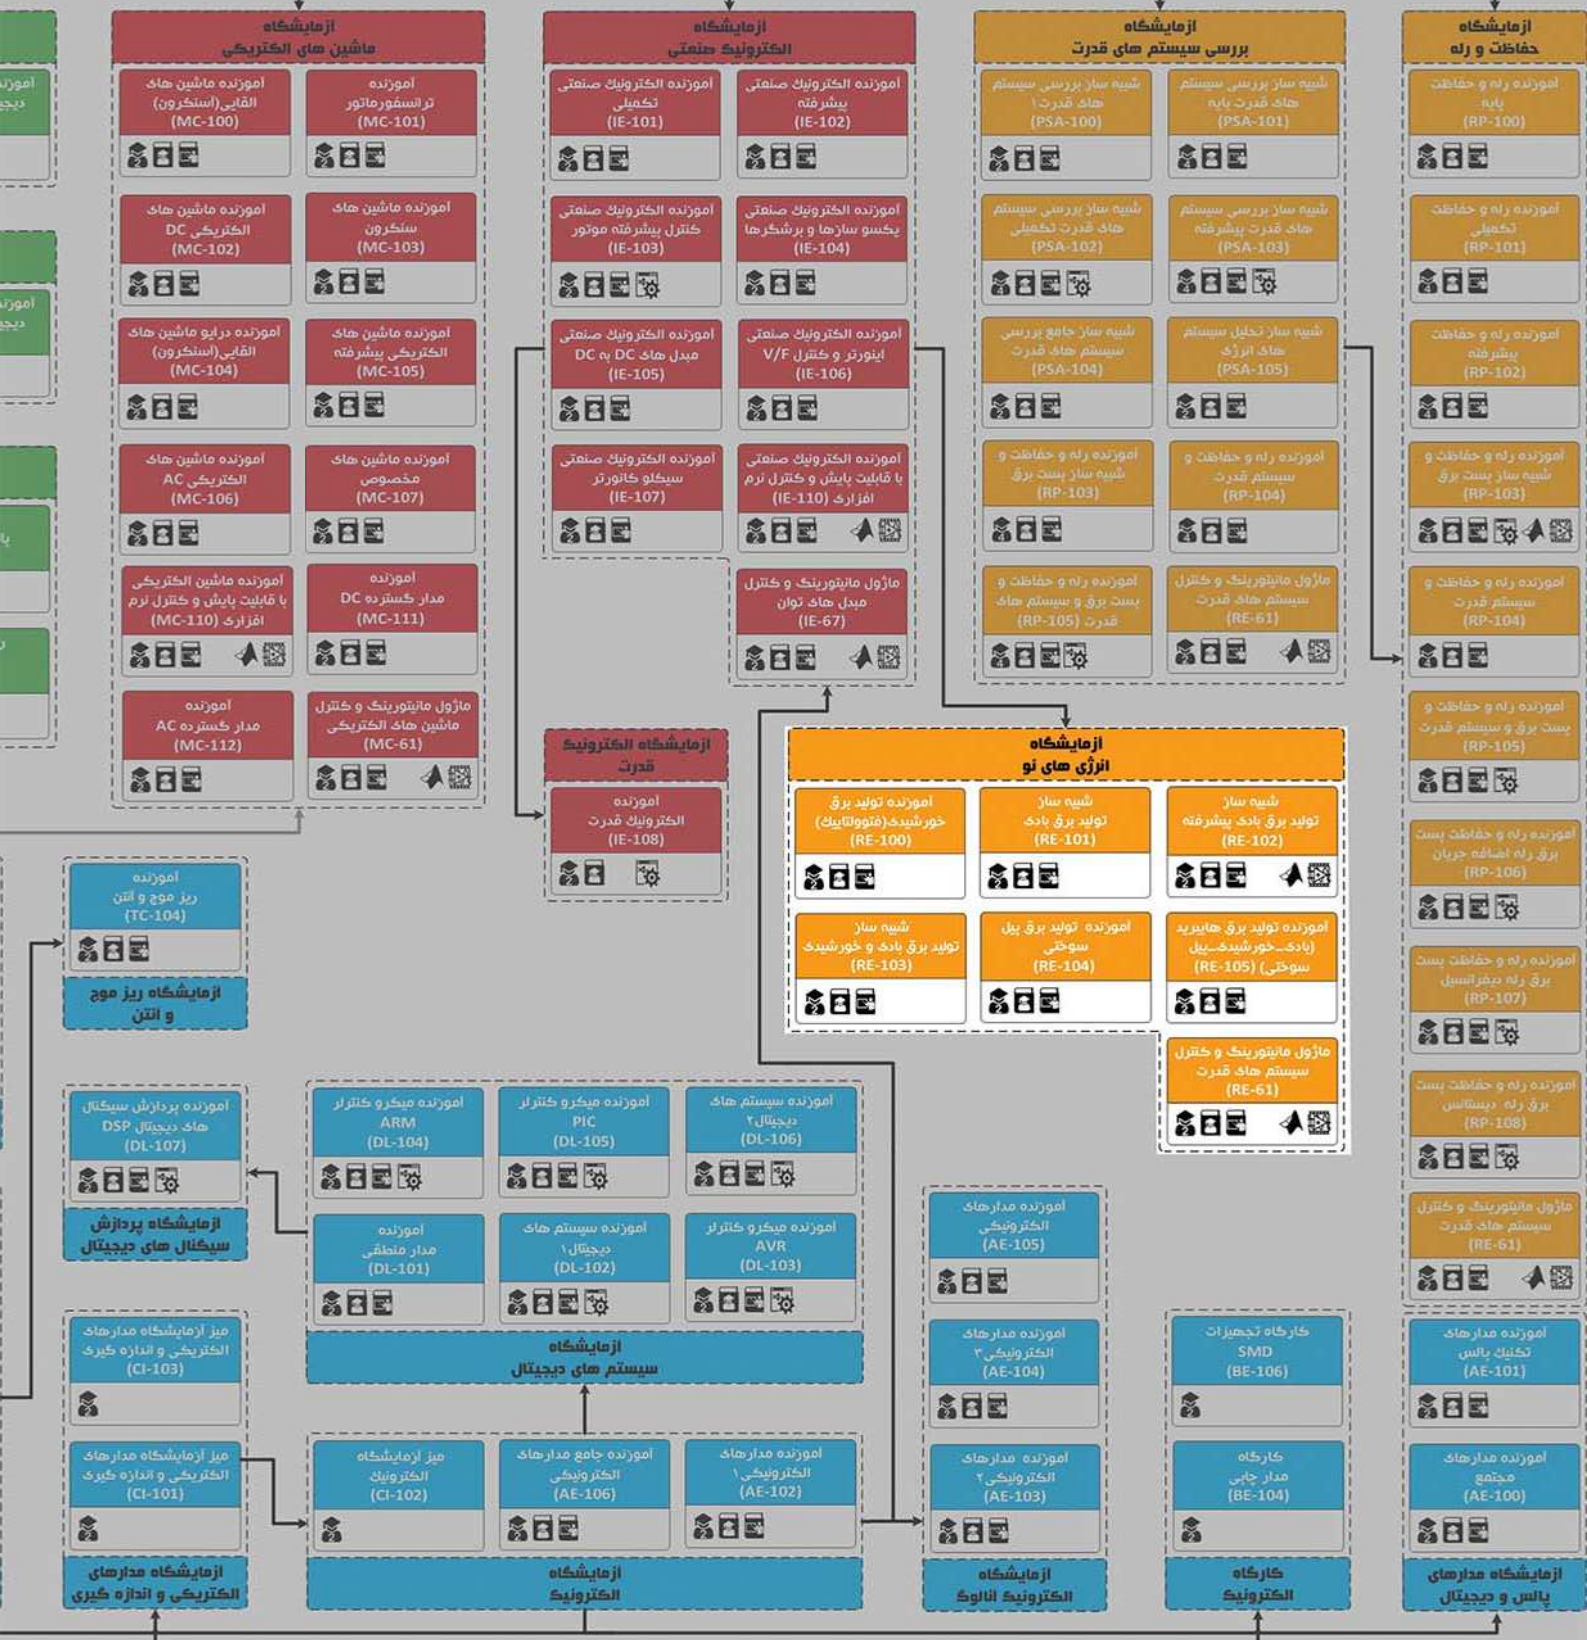 آزمایشگاه
ماشین های الکتریکی
آموزنده ماشین های
القایی(آسنکرون)
(MC-100)
آموزنده
ترانسفورماتور
(MC-101)
آموزنده ماشین های
الکتریکی DC
(MC-102)
آموزنده ماشین های
سنکرون
(MC-103)
آموزنده درایو ماشین های
القایی(آسنکرون)
(MC-104)
آموزنده ماشین های
الکتریکی پیشرفته
(MC-105)
آموزنده ماشین های
الکتریکی AC
(MC-106)
آموزنده ماشین های
مخصوص
(MC-107)
آموزنده ماشین الکتریکی
با قابلیت پایش و کنترل نرم
افزاری (MC-110)
آموزنده
مدار گسترده DC
(MC-111)
آموزنده
مدار گسترده AC
(MC-112)
ماژول مانیتورینگ و کنترل
ماشین های الکتریکی
(MC-61)
آزمایشگاه
الکترونیک صنعتی
آموزنده الکترونیک صنعتی
تکمیلی
(IE-101)
آموزنده الکترونیک صنعتی
پیشرفته
(IE-102)
آموزنده الکترونیک صنعتی
کنترل پیشرفته موتور
(IE-103)
آموزنده الکترونیک صنعتی
یکسو سازها و برشگرها
(IE-104)
آموزنده الکترونیک صنعتی
مبدل های DC به DC
(IE-105)
آموزنده الکترونیک صنعتی
اینورتر و کنترل V/F
(IE-106)
آموزنده الکترونیک صنعتی
سیکلو کانورتر
(IE-107)
آموزنده الکترونیک صنعتی
با قابلیت پایش و کنترل نرم
افزاری (IE-110)
ماژول مانیتورینگ و کنترل
مبدل های توان
(IE-67)
آزمایشگاه الکترونیک
قدرت
آموزنده
الکترونیک قدرت
(IE-108)
آزمایشگاه
بررسی سیستم های قدرت
شبیه ساز بررسی سیستم
های قدرت ۱
(PSA-100)
شبیه ساز بررسی سیستم
های قدرت پایه
(PSA-101)
شبیه ساز بررسی سیستم
های قدرت تکمیلی
(PSA-102)
شبیه ساز بررسی سیستم
های قدرت پیشرفته
(PSA-103)
شبیه ساز جامع بررسی
سیستم های قدرت
(PSA-104)
شبیه ساز تحلیل سیستم
های انرژی
(PSA-105)
آموزنده رله و حفاظت و
شبیه ساز پست برق
(RP-103)
آموزنده رله و حفاظت و
سیستم قدرت
(RP-104)
آموزنده رله و حفاظت و
پست برق و سیستم های
قدرت (RP-105)
ماژول مانیتورینگ و کنترل
سیستم های قدرت
(RE-61)
آزمایشگاه
حفاظت و رله
آموزنده رله و حفاظت
پایه
(RP-100)
آموزنده رله و حفاظت
تکمیلی
(RP-101)
آموزنده رله و حفاظت
پیشرفته
(RP-102)
آموزنده رله و حفاظت و
شبیه ساز پست برق
(RP-103)
آموزنده رله و حفاظت و
سیستم قدرت
(RP-104)
آموزنده رله و حفاظت و
پست برق و سیستم قدرت
(RP-105)
آموزنده رله و حفاظت پست
برق رله اضافه جریان
(RP-106)
آموزنده رله و حفاظت پست
برق رله دیفرانسیل
(RP-107)
آموزنده رله و حفاظت پست
برق رله دیستانس
(RP-108)
ماژول مانیتورینگ و کنترل
سیستم های قدرت
(RE-61)
آزمایشگاه
انرژی های نو
آموزنده تولید برق
خورشیدی(فتوولتاییک)
(RE-100)
شبیه ساز
تولید برق بادی
(RE-101)
شبیه ساز
تولید برق بادی پیشرفته
(RE-102)
شبیه ساز
تولید برق بادی و خورشیدی
(RE-103)
آموزنده تولید برق پیل
سوختی
(RE-104)
آموزنده تولید برق هایبرید
(بادی-خورشیدی-پیل
سوختی) (RE-105)
ماژول مانیتورینگ و کنترل
سیستم های قدرت
(RE-61)
آموزنده
ریز موج و آنتن
(TC-104)
آزمایشگاه ریز موج
و آنتن
آموزنده پردازش سیگنال
های دیجیتال DSP
(DL-107)
آزمایشگاه پردازش
سیگنال های دیجیتال
آموزنده میکرو کنترلر
ARM
(DL-104)
آموزنده میکرو کنترلر
PIC
(DL-105)
آموزنده سیستم های
دیجیتال۲
(DL-106)
آموزنده
مدار منطقی
(DL-101)
آموزنده سیستم های
دیجیتال۱
(DL-102)
آموزنده میکرو کنترلر
AVR
(DL-103)
آزمایشگاه
سیستم های دیجیتال
میز آزمایشگاه مدارهای
الکتریکی و اندازه گیری
(CI-103)
میز آزمایشگاه مدارهای
الکتریکی و اندازه گیری
(CI-101)
آزمایشگاه مدارهای
الکتریکی و اندازه گیری
میز آزمایشگاه
الکترونیک
(CI-102)
آموزنده جامع مدارهای
الکترونیکی
(AE-106)
آموزنده مدارهای
الکترونیکی ۱
(AE-102)
آزمایشگاه
الکترونیک
آموزنده مدارهای
الکترونیکی
(AE-105)
آموزنده مدارهای
الکترونیکی۳
(AE-104)
آموزنده مدارهای
الکترونیکی۲
(AE-103)
آزمایشگاه
الکترونیک آنالوگ
کارگاه تجهیزات
SMD
(BE-106)
کارگاه
مدار چاپی
(BE-104)
کارگاه
الکترونیک
آموزنده مدارهای
تکنیک پالس
(AE-101)
آموزنده مدارهای
مجتمع
(AE-100)
آزمایشگاه مدارهای
پالس و دیجیتال